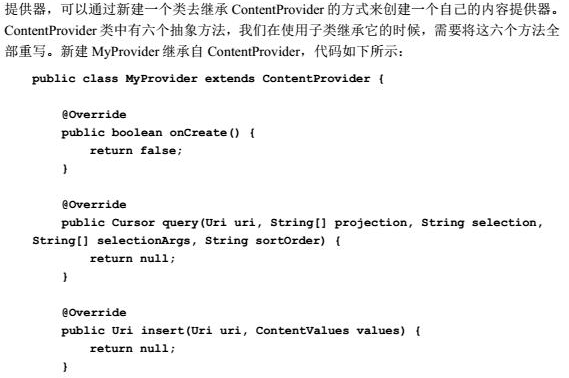 提供器，可以通过新建一个类去继承 ContentProvider 的方式来创建一个自己的内容提供器。
ContentProvider 类中有六个抽象方法，我们在使用子类继承它的时候，需要将这六个方法全
部重写。新建 MyProvider 继承自 ContentProvider，代码如下所示：
public class MyProvider extends ContentProvider {
@Override
public boolean onCreate() {
return false;
}
@Override
public Cursor query(Uri uri, String[] projection, String selection,
String[] selectionArgs, String sortOrder) {
return null;
}
@Override
public Uri insert(Uri uri, ContentValues values) {
return null;
}